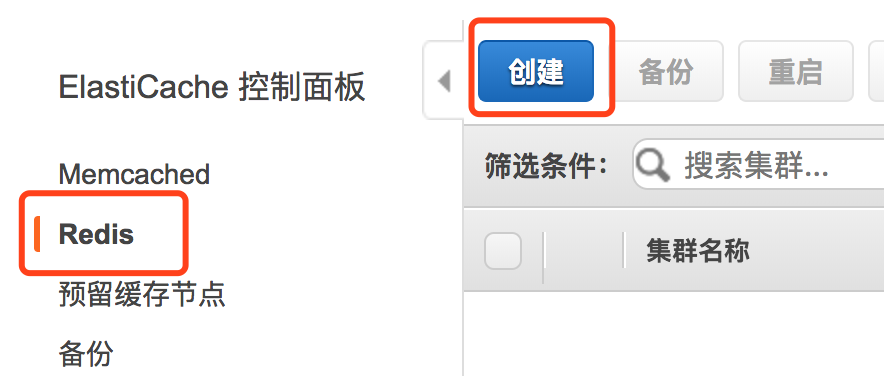 ElastiCache 控制面板
Memcached
Redis
预留缓存节点
备份
创建 备份 重启
筛选条件： 搜索集群...
集群名称